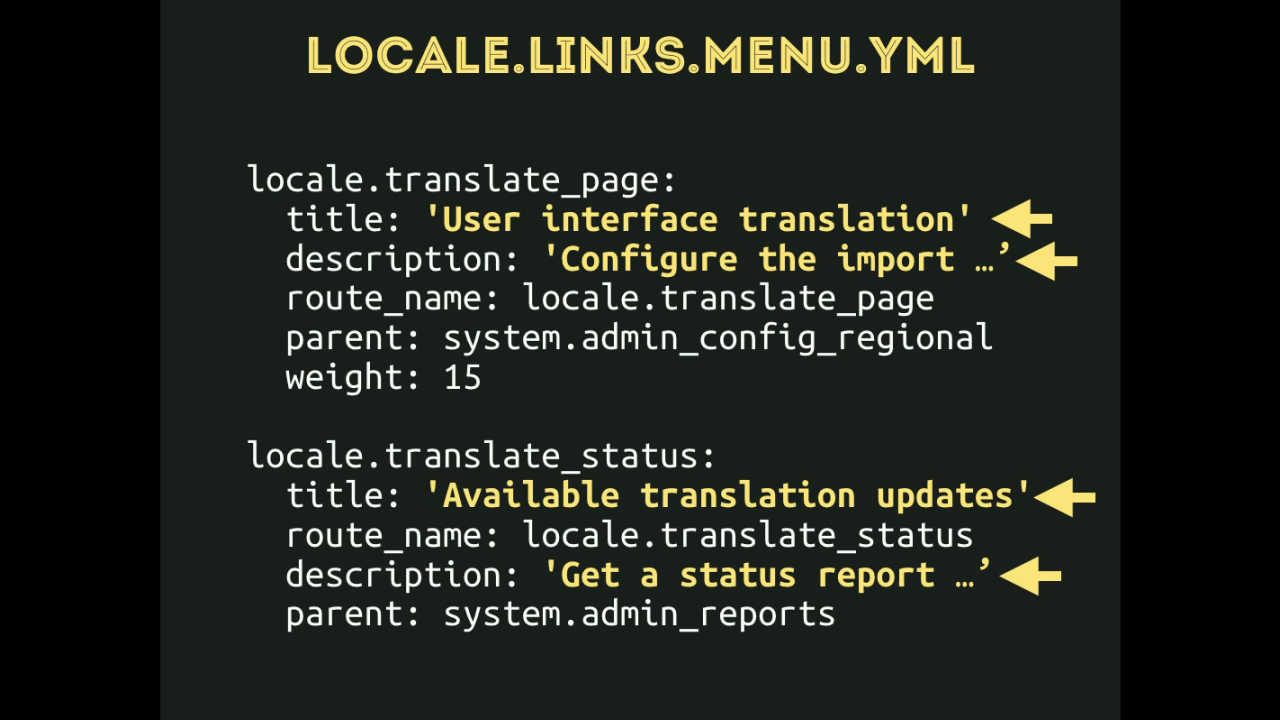 LOCALE.LINKS.MENU.YML
locale.translate_page:
  title: 'User interface translation'
  description: 'Configure the import …’
  route_name: locale.translate_page
  parent: system.admin_config_regional
  weight: 15
locale.translate_status:
  title: 'Available translation updates'
  route_name: locale.translate_status
  description: 'Get a status report …’
  parent: system.admin_reports